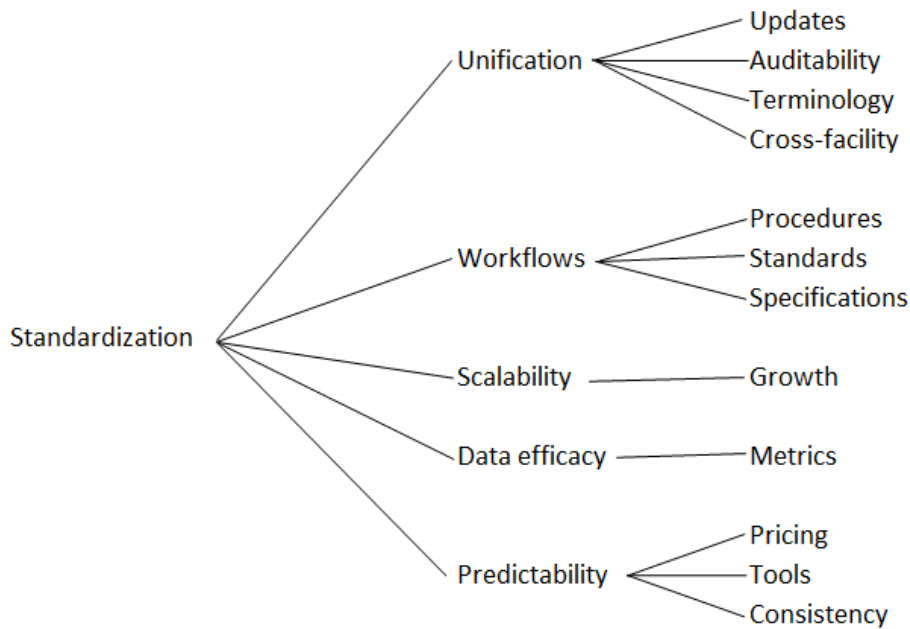 Standardization
Unification
Updates
Auditability
Terminology
Cross-facility
Workflows
Procedures
Standards
Specifications
Scalability
Growth
Data efficacy
Metrics
Predictability
Pricing
Tools
Consistency